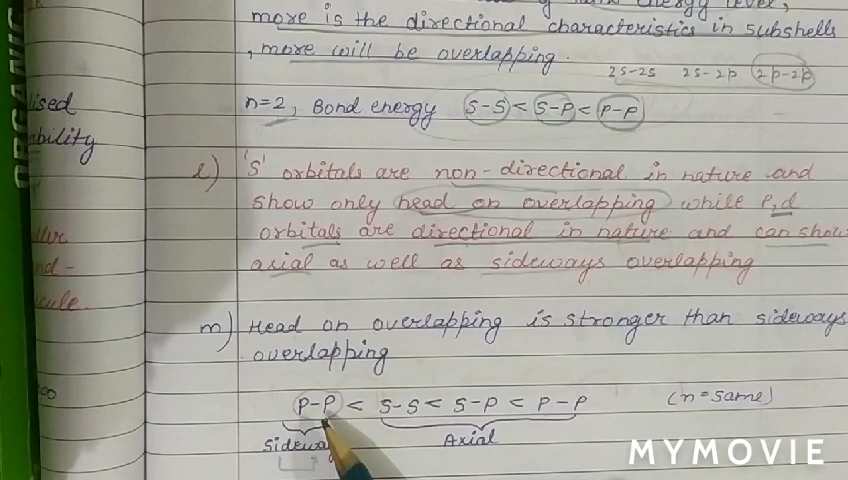 energy level,
more is the directional characteristics in subshells
, more will be overlapping.
2s-2s 2s-2p 2p-2p
n=2, Bond energy s-s < s-p < p-p
l) 's' orbitals are non-directional in nature and
show only head on overlapping while p,d
orbitals are directional in nature and can show
axial as well as sideways overlapping
m) Head on overlapping is stronger than sideways
overlapping
p-p < s-s < s-p < p-p (n=same)
Axial
ORGANIC
MYMOVIE